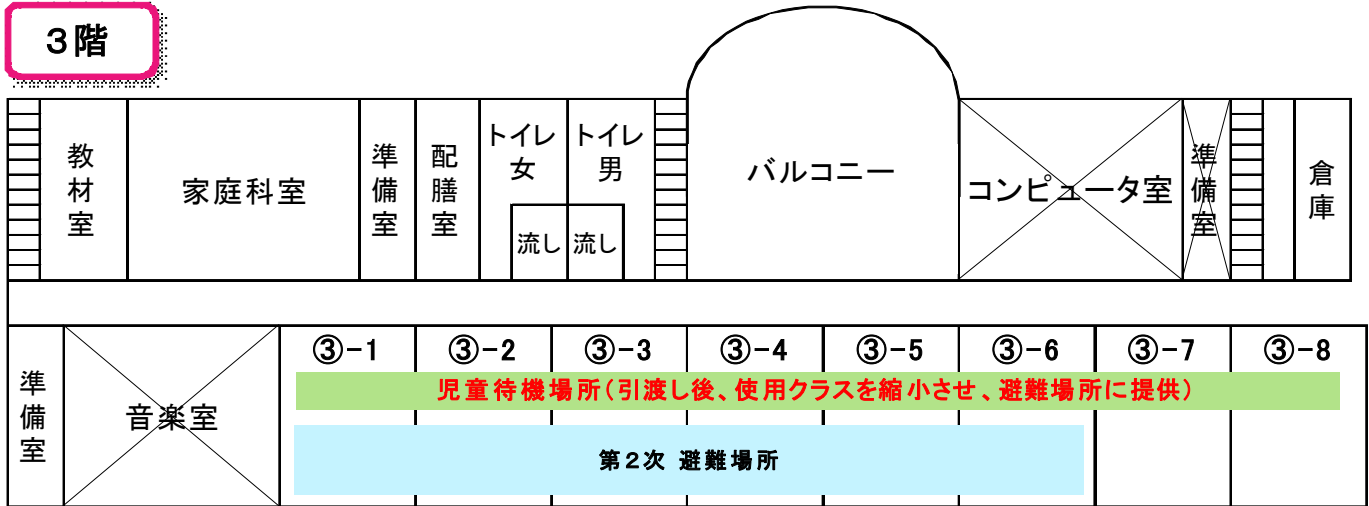 3階
教材室
家庭科室
準備室
配膳室
トイレ
女
トイレ
男
流し
流し
バルコニー
コンピュータ室
準備室
倉庫
準備室
音楽室
③-1
③-2
③-3
③-4
③-5
③-6
③-7
③-8
児童待機場所(引渡し後、使用クラスを縮小させ、避難場所に提供)
第2次 避難場所